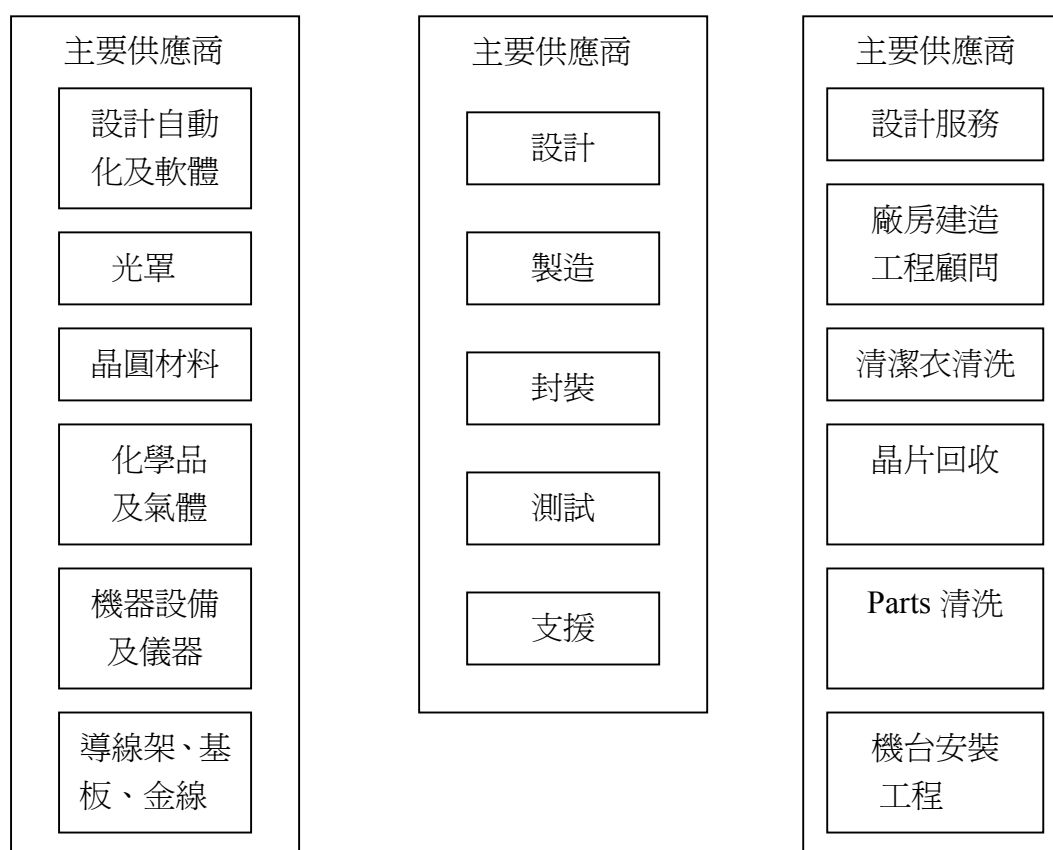 主要供應商
設計自動
化及軟體
光罩
晶圓材料
化學品
及氣體
機器設備
及儀器
導線架、基
板、金線
主要供應商
設計
製造
封裝
測試
支援
主要供應商
設計服務
廠房建造
工程顧問
清潔衣清洗
晶片回收
Parts 清洗
機台安裝
工程